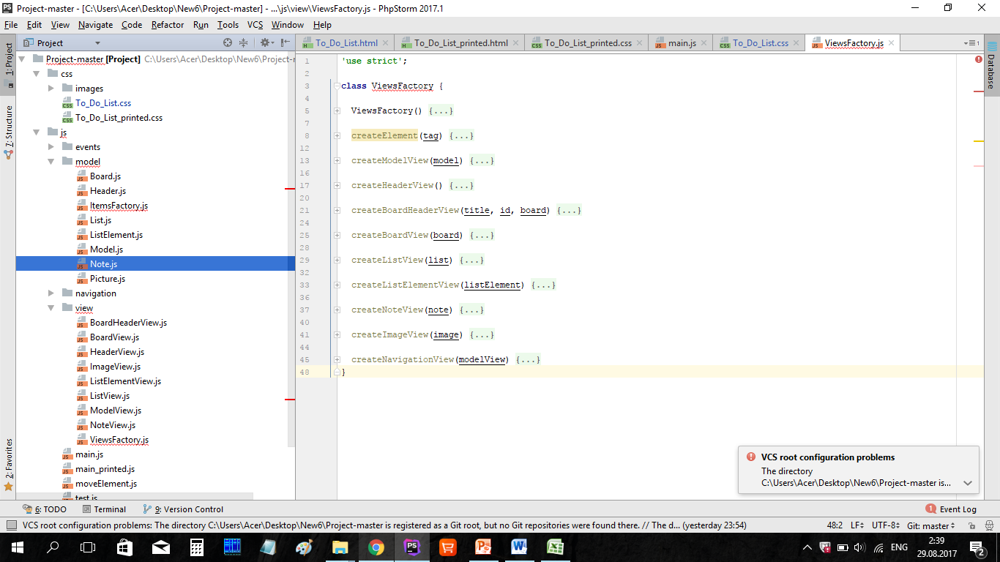 Project-master - [C:\Users\Acer\Desktop\New6\Project-master] - ...\js\view\ViewsFactory.js - PhpStorm 2017.1
File Edit View Navigate Code Refactor Run Tools VCS Window Help
Project
To_Do_List.html
To_Do_List_printed.html
To_Do_List_printed.css
main.js
To_Do_List.css
ViewsFactory.js
1: Project
7: Structure
2: Favorites
Database
Project-master [Project] C:\Users\Acer\Desktop\New6\Project-r
css
images
To_Do_List.css
To_Do_List_printed.css
js
events
model
Board.js
Header.js
ItemsFactory.js
List.js
ListElement.js
Model.js
Note.js
Picture.js
navigation
view
BoardHeaderView.js
BoardView.js
HeaderView.js
ImageView.js
ListElementView.js
ListView.js
ModelView.js
NoteView.js
ViewsFactory.js
main.js
main_printed.js
moveElement.js
test.js
1 'use strict';
2
3 class ViewsFactory {
4
5 ViewsFactory() {...}
7
8 createElement(tag) {...}
12
13 createModelView(model) {...}
16
17 createHeaderView() {...}
20
21 createBoardHeaderView(title, id, board) {...}
24
25 createBoardView(board) {...}
28
29 createListView(list) {...}
32
33 createListElementView(listElement) {...}
36
37 createNoteView(note) {...}
40
41 createImageView(image) {...}
44
45 createNavigationView(modelView) {...}
48 }
VCS root configuration problems
The directory
C:\Users\Acer\Desktop\New6\Project-master is...
6: TODO Terminal 9: Version Control
1 Event Log
VCS root configuration problems: The directory C:\Users\Acer\Desktop\New6\Project-master is registered as a Git root, but no Git repositories were found there. // The d... (yesterday 23:54)
48:2 LF UTF-8 Git: master
ENG
2:39
29.08.2017
2